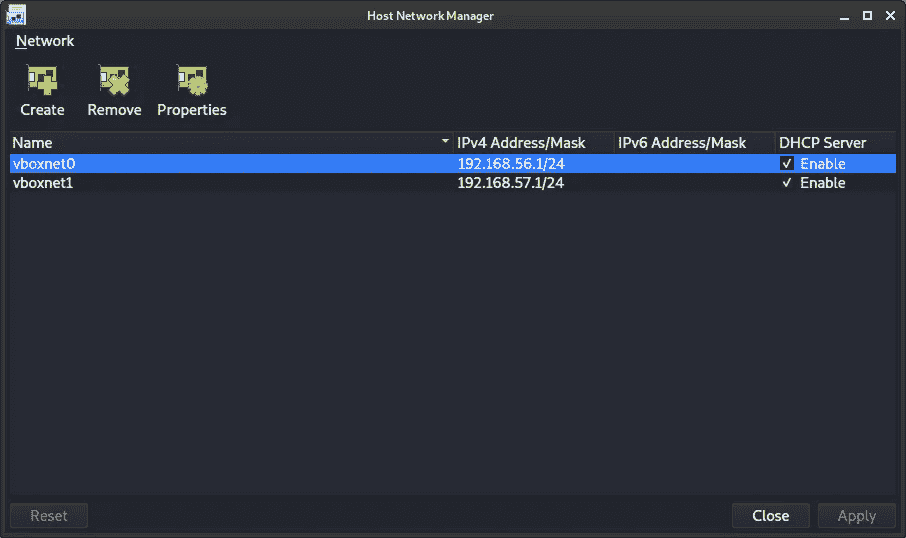 Host Network Manager
Network
Create Remove Properties
Name IPv4 Address/Mask IPv6 Address/Mask DHCP Server
vboxnet0 192.168.56.1/24 Enable
vboxnet1 192.168.57.1/24 Enable
Reset Close Apply